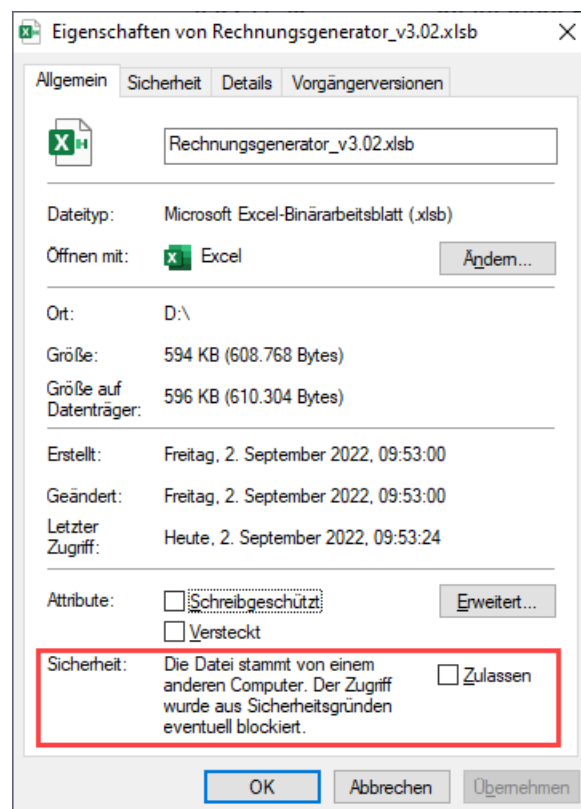 Eigenschaften von Rechnungsgenerator_v3.02.xlsb
Allgemein Sicherheit Details Vorgängerversionen
Rechnungsgenerator_v3.02.xlsb
Dateityp: Microsoft Excel-Binärarbeitsblatt (.xlsb)
Öffnen mit: Excel Ändern...
Ort: D:\
Größe: 594 KB (608.768 Bytes)
Größe auf
Datenträger: 596 KB (610.304 Bytes)
Erstellt: Freitag, 2. September 2022, 09:53:00
Geändert: Freitag, 2. September 2022, 09:53:00
Letzter
Zugriff: Heute, 2. September 2022, 09:53:24
Attribute: Schreibgeschützt Erweitert...
Versteckt
Sicherheit: Die Datei stammt von einem
anderen Computer. Der Zugriff
wurde aus Sicherheitsgründen
eventuell blockiert.
Zulassen
OK Abbrechen Übernehmen